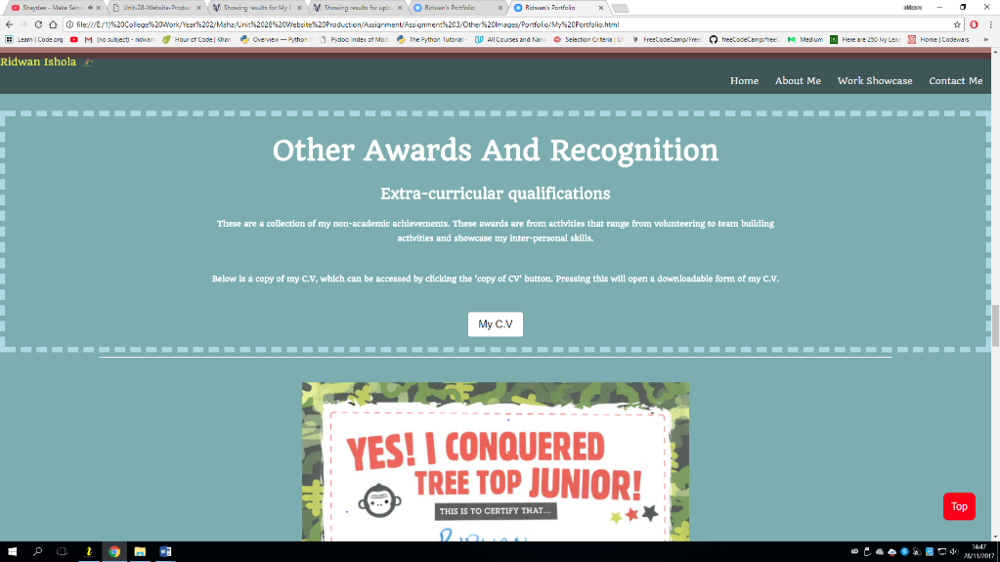 Shaydee - Make Sens
Unit-28-Website-Produc
Showing results for My I
Showing results for uplo
Ridwan's Portfolio
Ridwan's Portfolio
file:///E:/1)%20College%20Work/Year%202/Maha/Unit%2028%20Website%20Production/Assignment/Assignment%203/Other%20Images/Portfolio/My%20Portfolio.html
Learn | Code.org
(no subject) - ridwan
Hour of Code | Khan
Overview — Python
Pydoc: Index of Mod
The Python Tutorial -
All Courses and Nano
Selection Criteria | Un
FreeCodeCamp/Free
freeCodeCamp/freeC
Medium
Here are 250 Ivy Leag
Home | Codewars
Ridwan Ishola
Home About Me Work Showcase Contact Me
Other Awards And Recognition
Extra-curricular qualifications
These are a collection of my non-academic achievements. These awards are from activities that range from volunteering to team building
activities and showcase my inter-personal skills.
Below is a copy of my C.V, which can be accessed by clicking the 'copy of CV' button. Pressing this will open a downloadable form of my C.V.
My C.V
YES! I CONQUERED
TREE TOP JUNIOR!
THIS IS TO CERTIFY THAT...
Top
14:47
28/11/2017